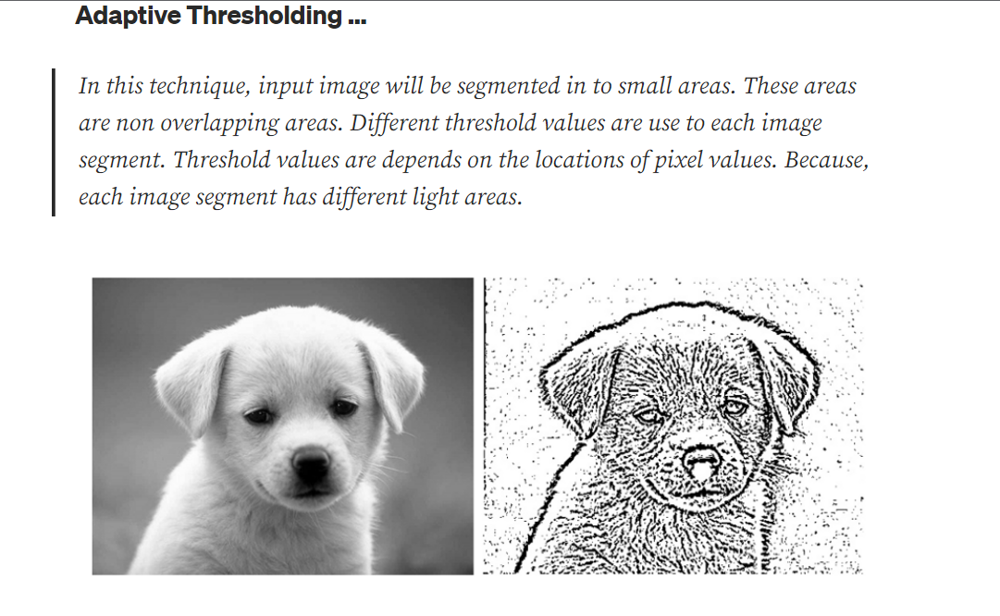 Adaptive Thresholding ...
In this technique, input image will be segmented in to small areas. These areas
are non overlapping areas. Different threshold values are use to each image
segment. Threshold values are depends on the locations of pixel values. Because,
each image segment has different light areas.